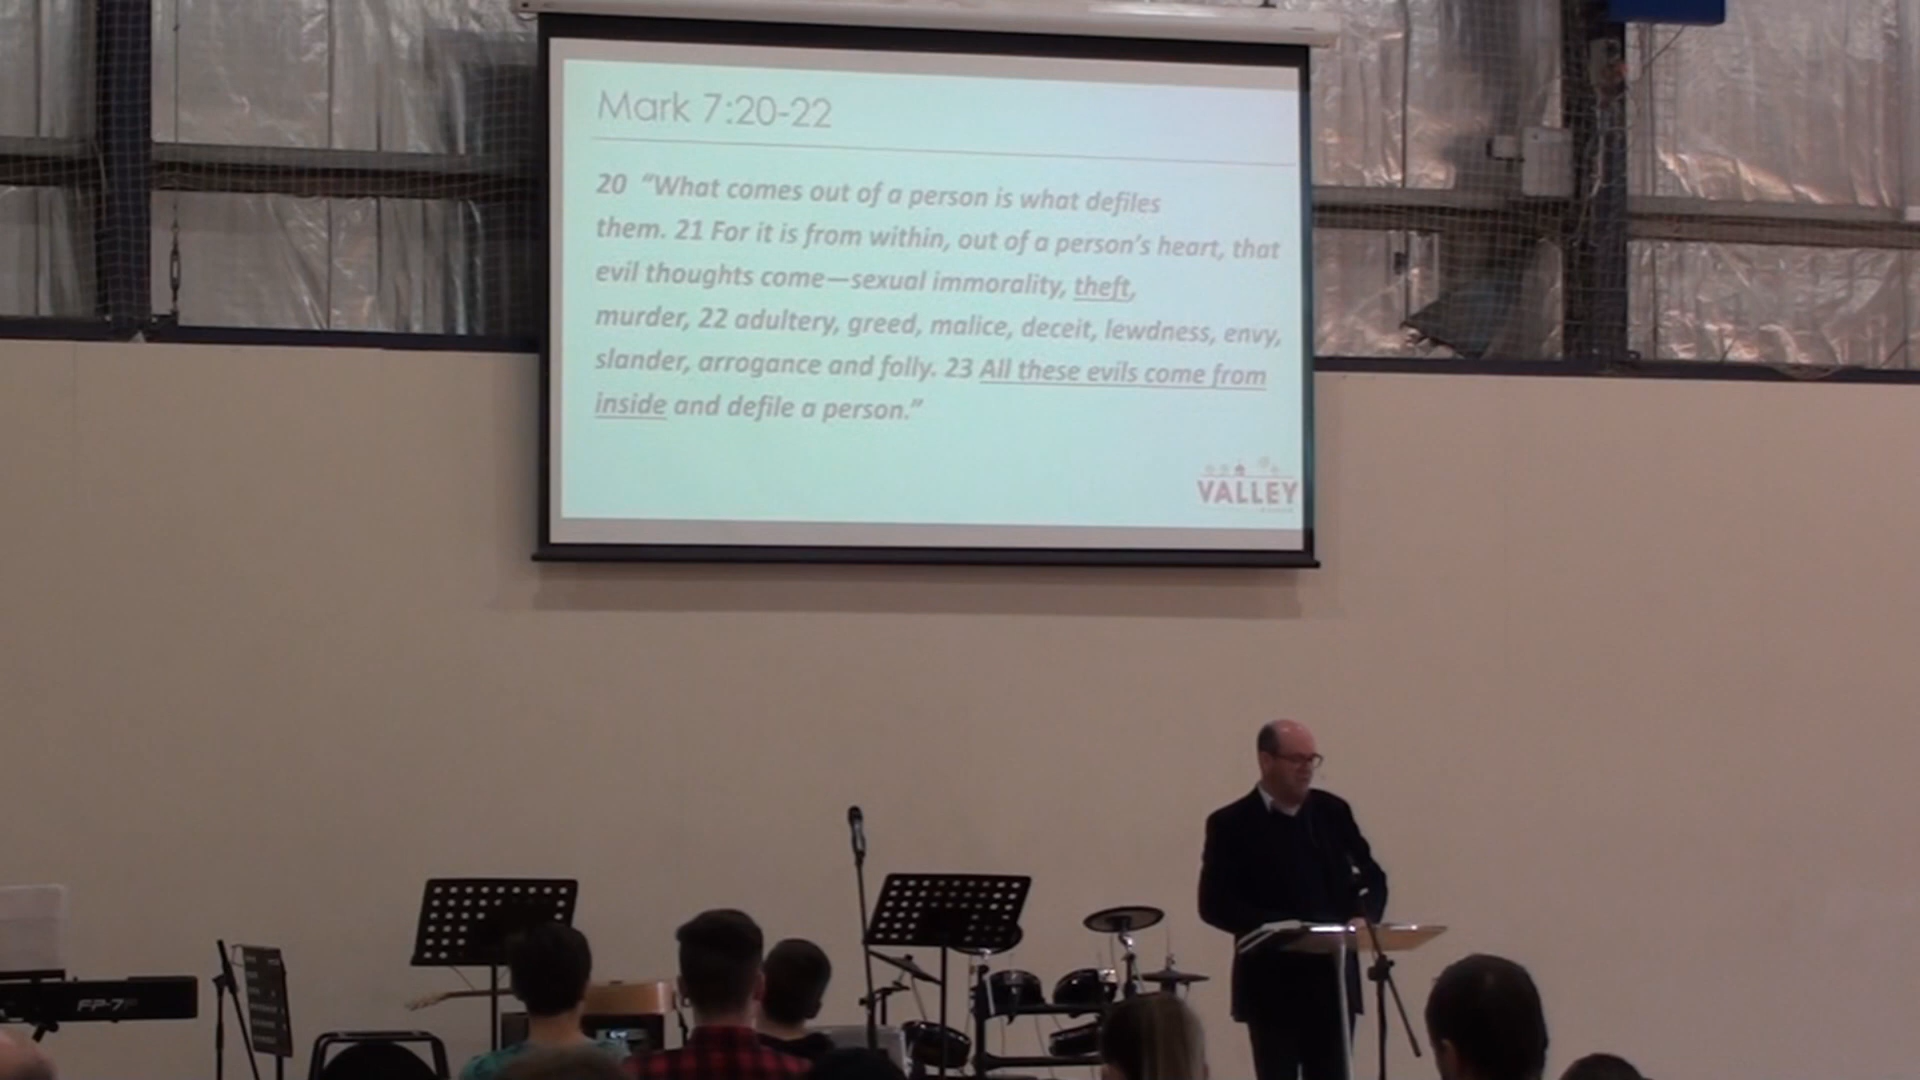 Mark 7:20-22
20 “What comes out of a person is what defiles
them. 21 For it is from within, out of a person’s heart, that
evil thoughts come—sexual immorality, theft,
murder, 22 adultery, greed, malice, deceit, lewdness, envy,
slander, arrogance and folly. 23 All these evils come from
inside and defile a person.”
VALLEY
FP-7F